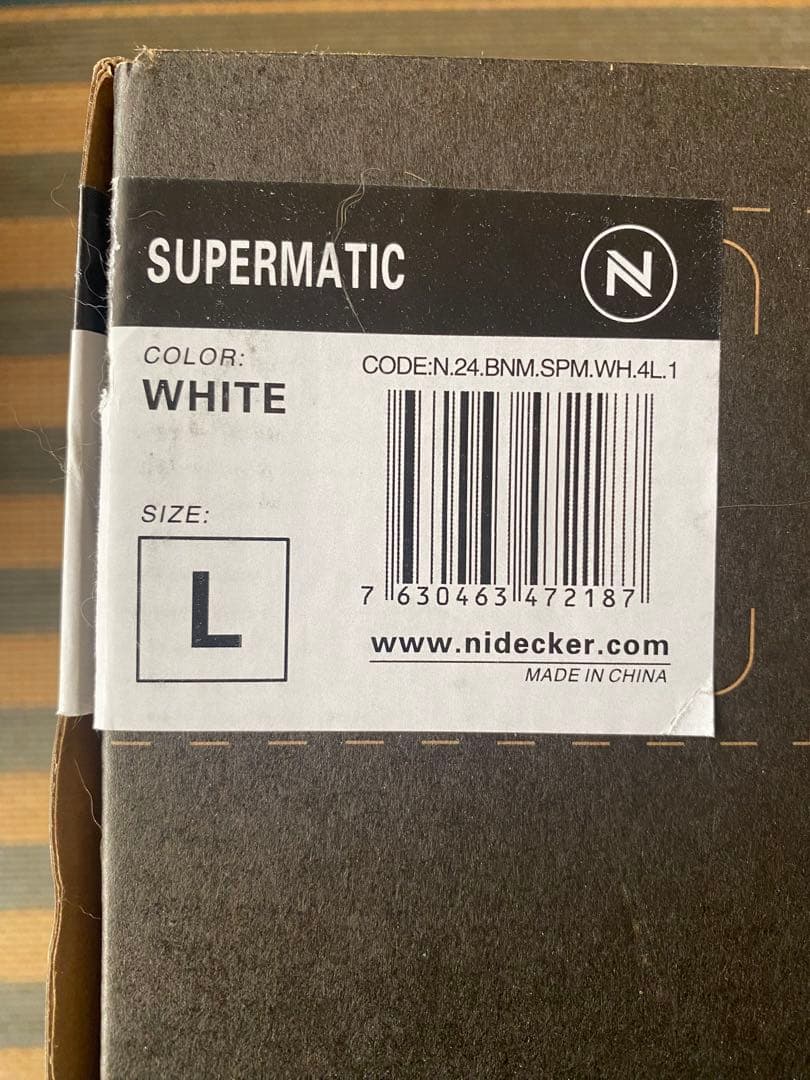 SUPERMATIC
N
COLOR:
WHITE
CODE:N.24.BNM.SPM.WH.4L.1
7 630463 472187
SIZE:
L
www.nidecker.com
MADE IN CHINA